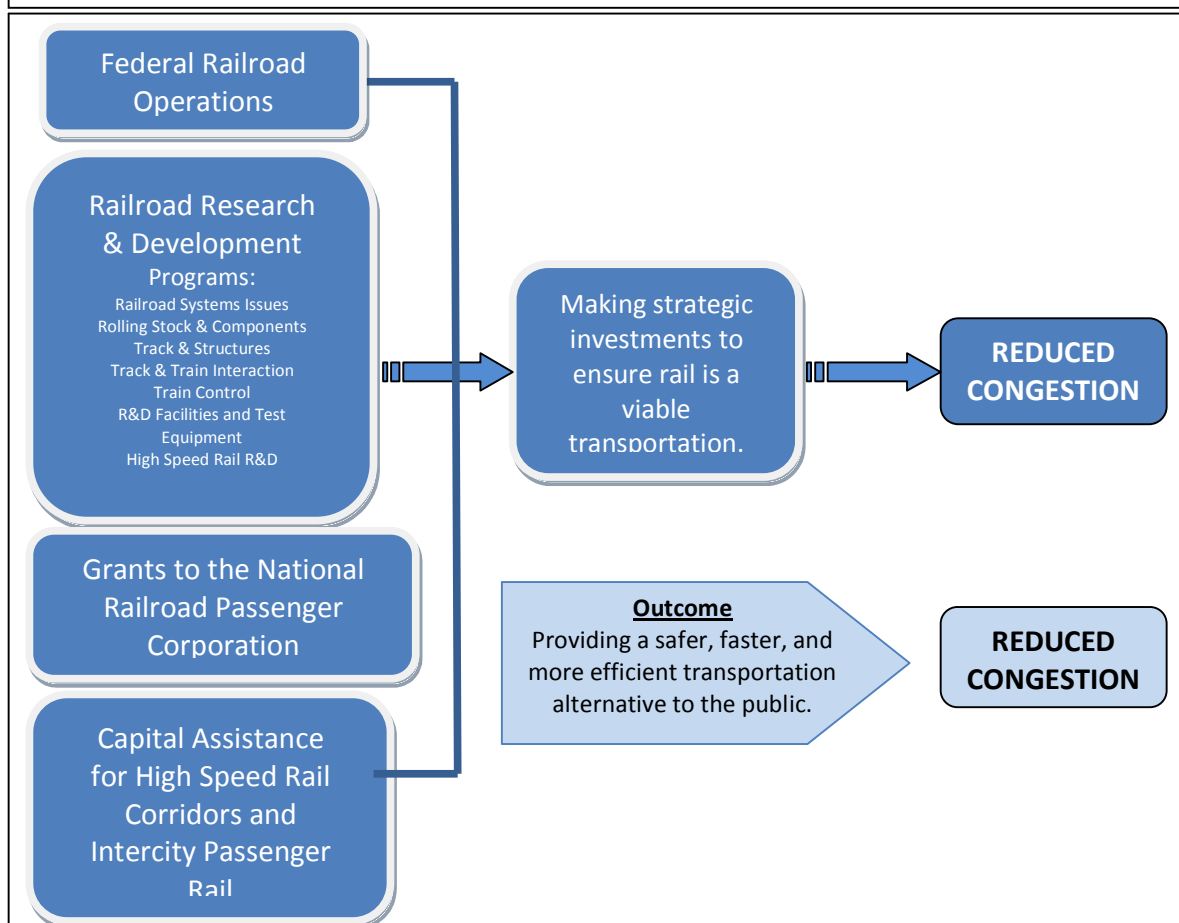 Federal Railroad
Operations
Railroad Research
& Development
Programs:
Railroad Systems Issues
Rolling Stock & Components
Track & Structures
Track & Train Interaction
Train Control
R&D Facilities and Test
Equipment
High Speed Rail R&D
Grants to the National
Railroad Passenger
Corporation
Capital Assistance
for High Speed Rail
Corridors and
Intercity Passenger
Rail
Making strategic
investments to
ensure rail is a
viable
transportation.
REDUCED
CONGESTION
Outcome
Providing a safer, faster, and
more efficient transportation
alternative to the public.
REDUCED
CONGESTION